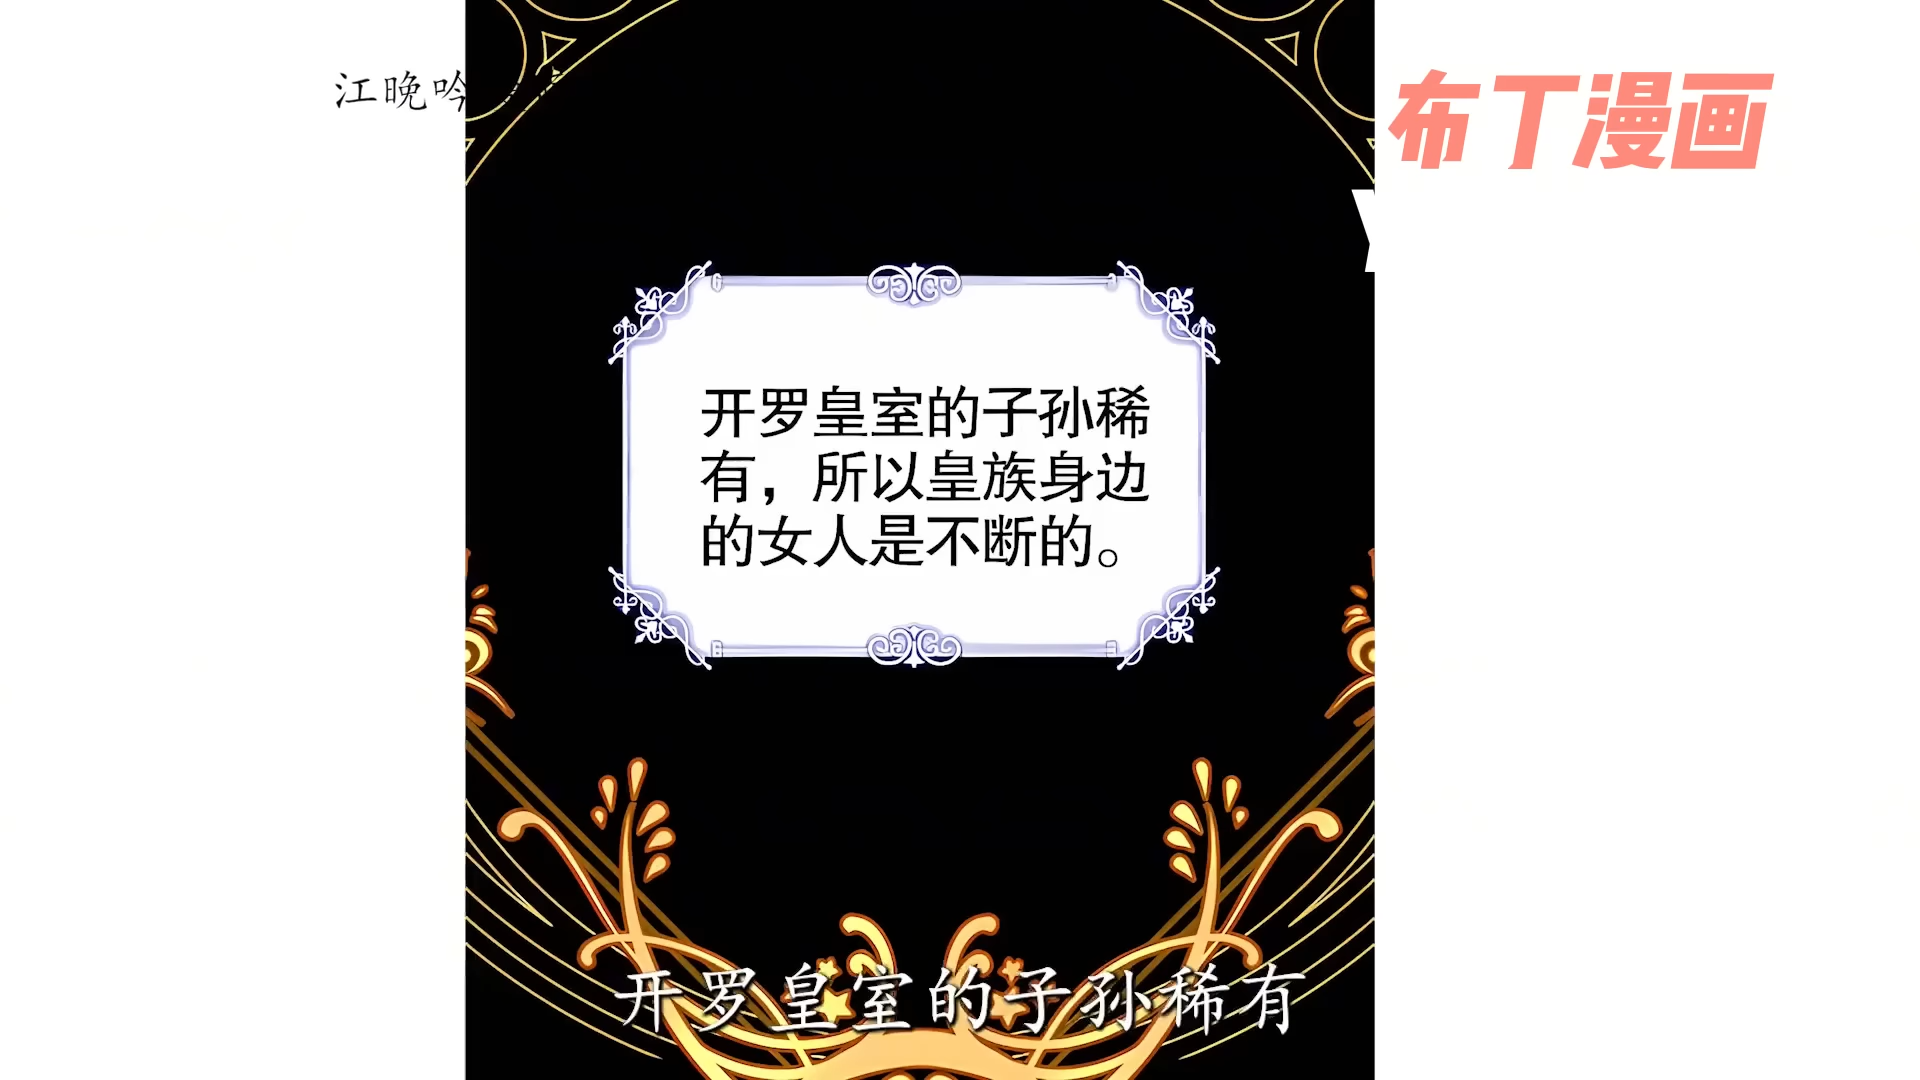 江晚吟
布丁漫画
开罗皇室的子孙稀
有，所以皇族身边
的女人是不断的。
开罗皇室的子孙稀有